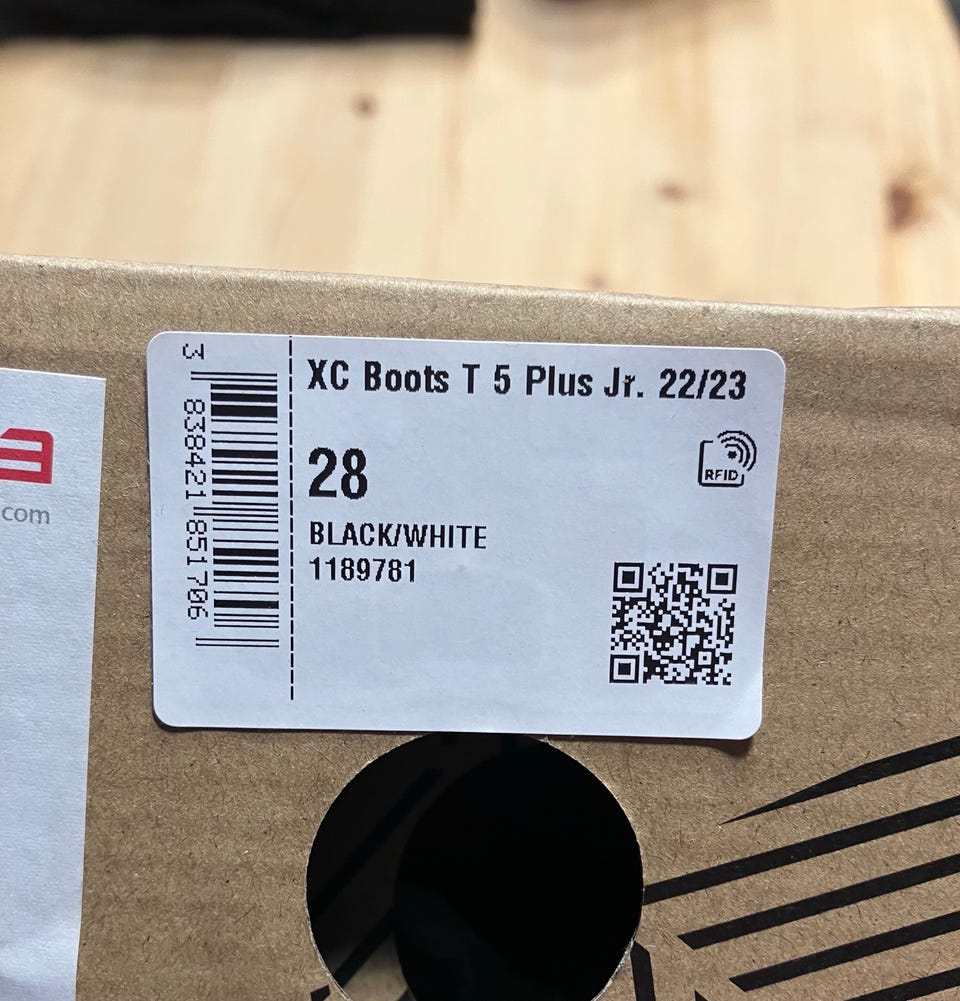 XC Boots T 5 Plus Jr. 22/23
28
RFID
BLACK/WHITE
1189781
3 838421 851706
com